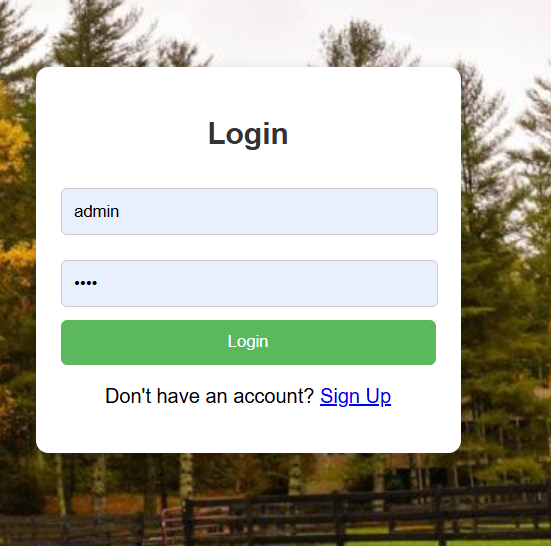 Login
admin
••••
Login
Don't have an account? Sign Up